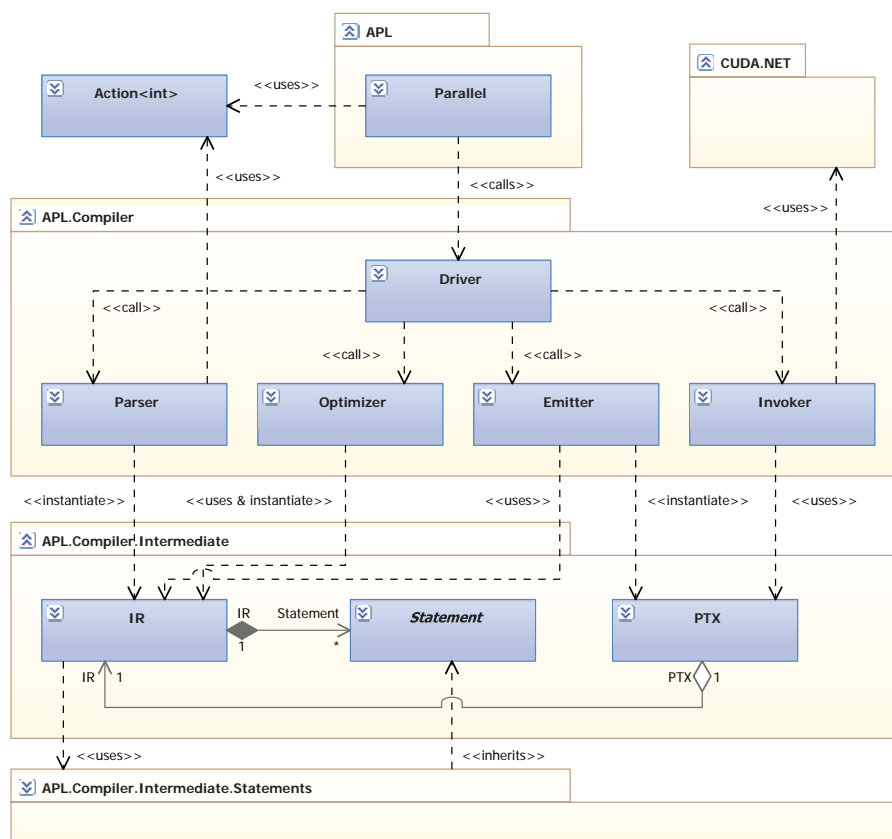 APL
CUDA.NET
Action<int>
<<uses>>
Parallel
<<uses>>
<<calls>>
<<uses>>
APL.Compiler
Driver
<<call>>
<<call>>
<<call>>
<<call>>
Parser
Optimizer
Emitter
Invoker
<<instantiate>>
<<uses & instantiate>>
<<uses>>
<<instantiate>>
<<uses>>
APL.Compiler.Intermediate
IR
IR
Statement
1
*
Statement
PTX
IR
1
PTX
1
<<uses>>
<<inherits>>
APL.Compiler.Intermediate.Statements